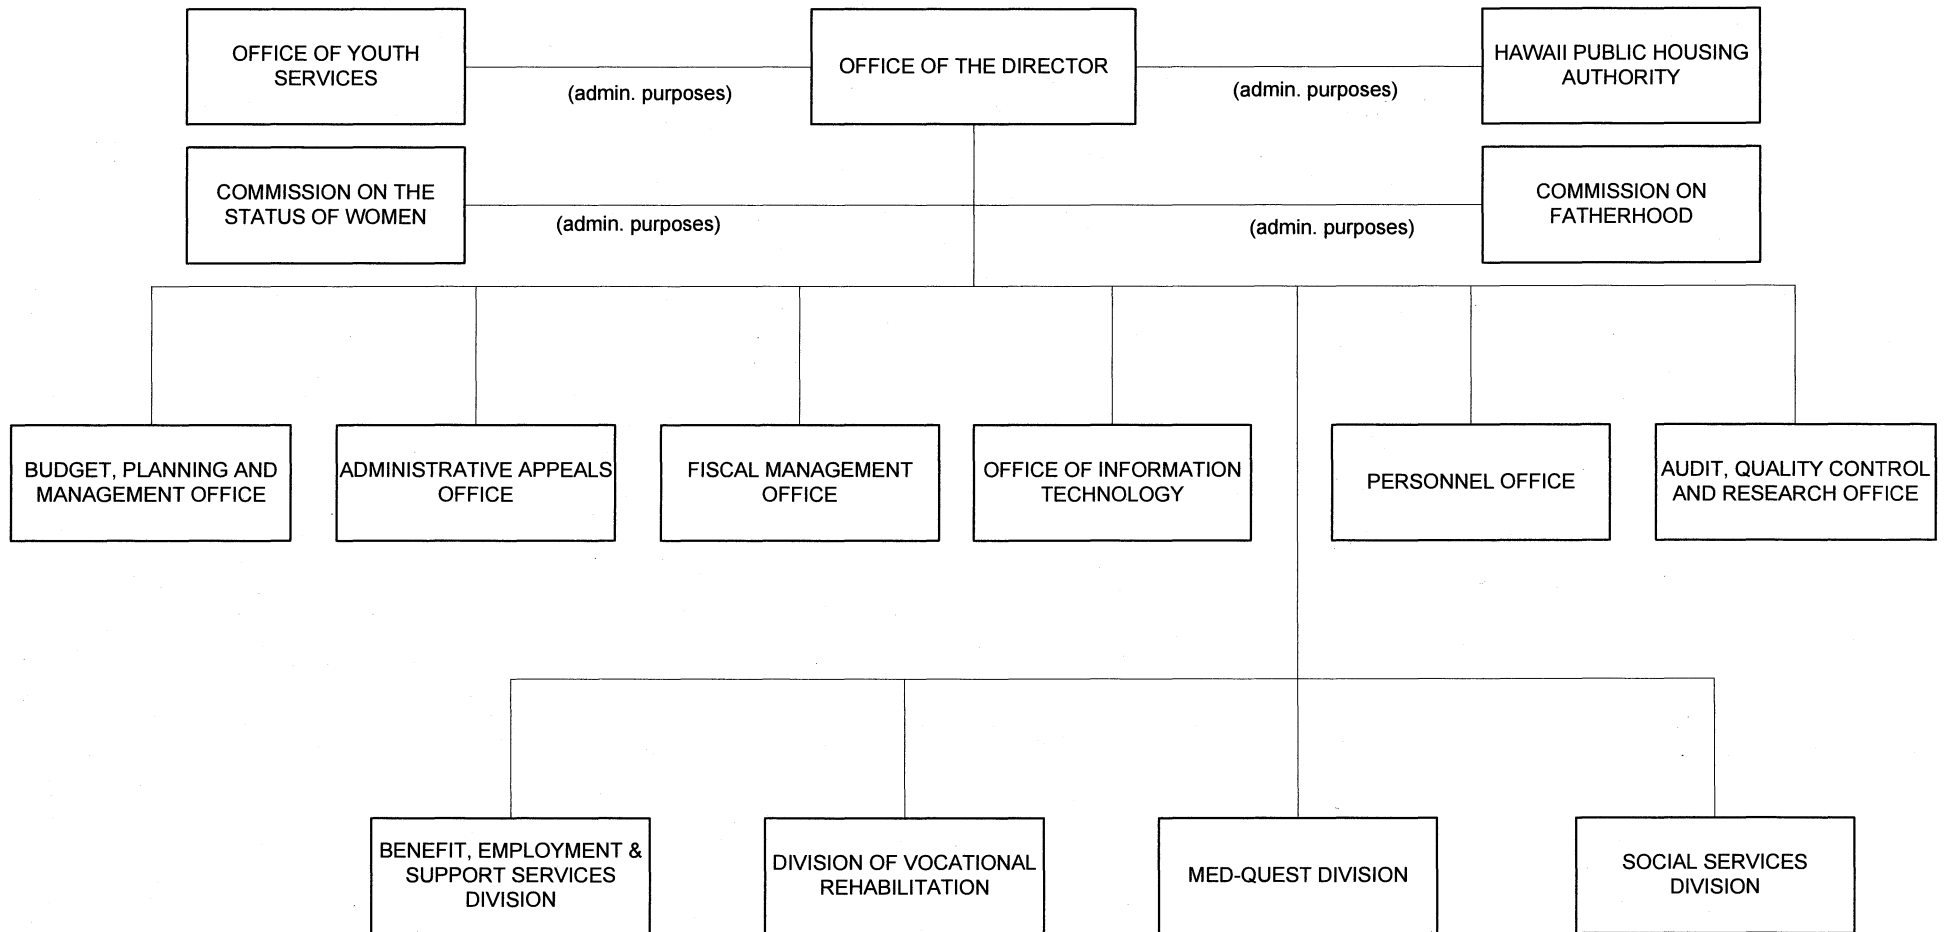 OFFICE OF YOUTH
SERVICES
(admin. purposes)
OFFICE OF THE DIRECTOR
(admin. purposes)
HAWAII PUBLIC HOUSING
AUTHORITY
COMMISSION ON THE
STATUS OF WOMEN
(admin. purposes)
(admin. purposes)
COMMISSION ON
FATHERHOOD
BUDGET, PLANNING AND
MANAGEMENT OFFICE
ADMINISTRATIVE APPEALS
OFFICE
FISCAL MANAGEMENT
OFFICE
OFFICE OF INFORMATION
TECHNOLOGY
PERSONNEL OFFICE
AUDIT, QUALITY CONTROL
AND RESEARCH OFFICE
BENEFIT, EMPLOYMENT &
SUPPORT SERVICES
DIVISION
DIVISION OF VOCATIONAL
REHABILITATION
MED-QUEST DIVISION
SOCIAL SERVICES
DIVISION